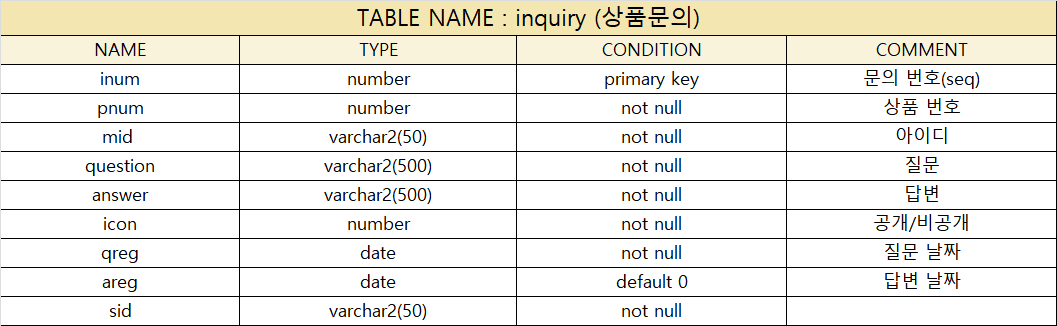 TABLE NAME : inquiry (상품문의)
NAME TYPE CONDITION COMMENT
inum number primary key 문의 번호(seq)
pnum number not null 상품 번호
mid varchar2(50) not null 아이디
question varchar2(500) not null 질문
answer varchar2(500) not null 답변
icon number not null 공개/비공개
qreg date not null 질문 날짜
areg date default 0 답변 날짜
sid varchar2(50) not null